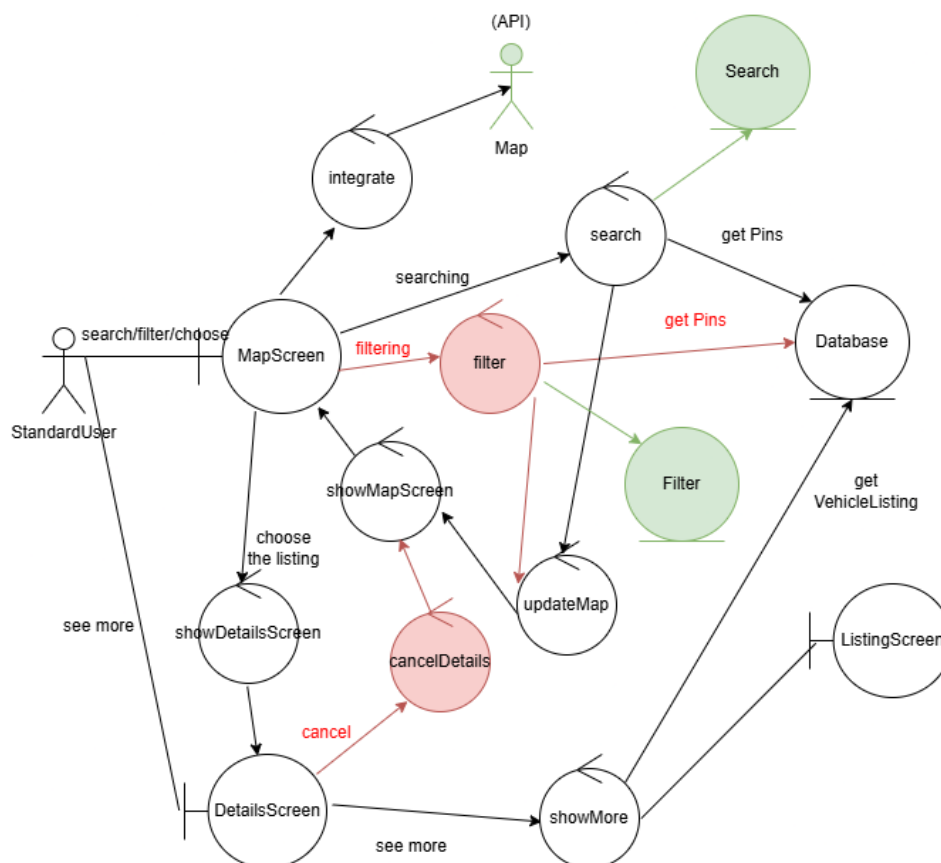 (API)
Search
Map
integrate
search
get Pins
searching
search/filter/choose
get Pins
MapScreen
filtering
filter
Database
StandardUser
showMapScreen
Filter
get
VehicleListing
choose
the listing
updateMap
see more
showDetailsScreen
ListingScreen
cancelDetails
cancel
DetailsScreen
showMore
see more